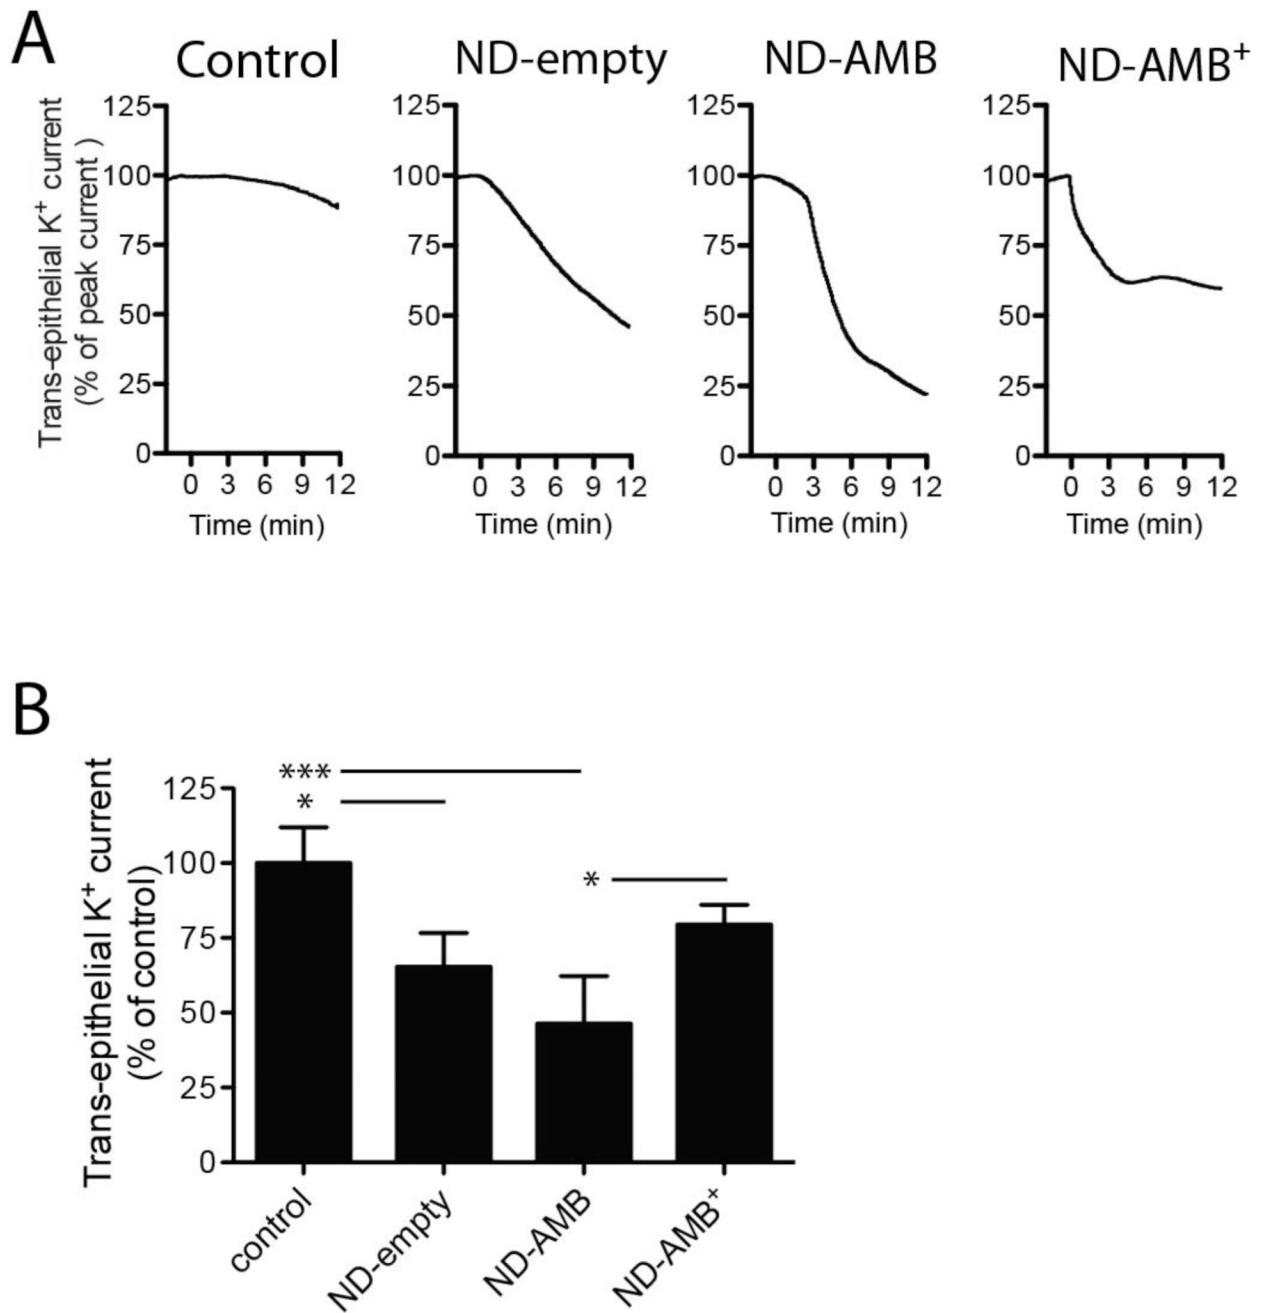 A
Control
ND-empty
ND-AMB
ND-AMB⁺
Trans-epithelial K⁺ current
(% of peak current )
125
100
75
50
25
0
0 3 6 9 12
Time (min)
125
100
75
50
25
0
0 3 6 9 12
Time (min)
125
100
75
50
25
0
0 3 6 9 12
Time (min)
125
100
75
50
25
0
0 3 6 9 12
Time (min)
B
Trans-epithelial K⁺ current
(% of control)
125
100
75
50
25
0
***
*
*
control
ND-empty
ND-AMB
ND-AMB⁺